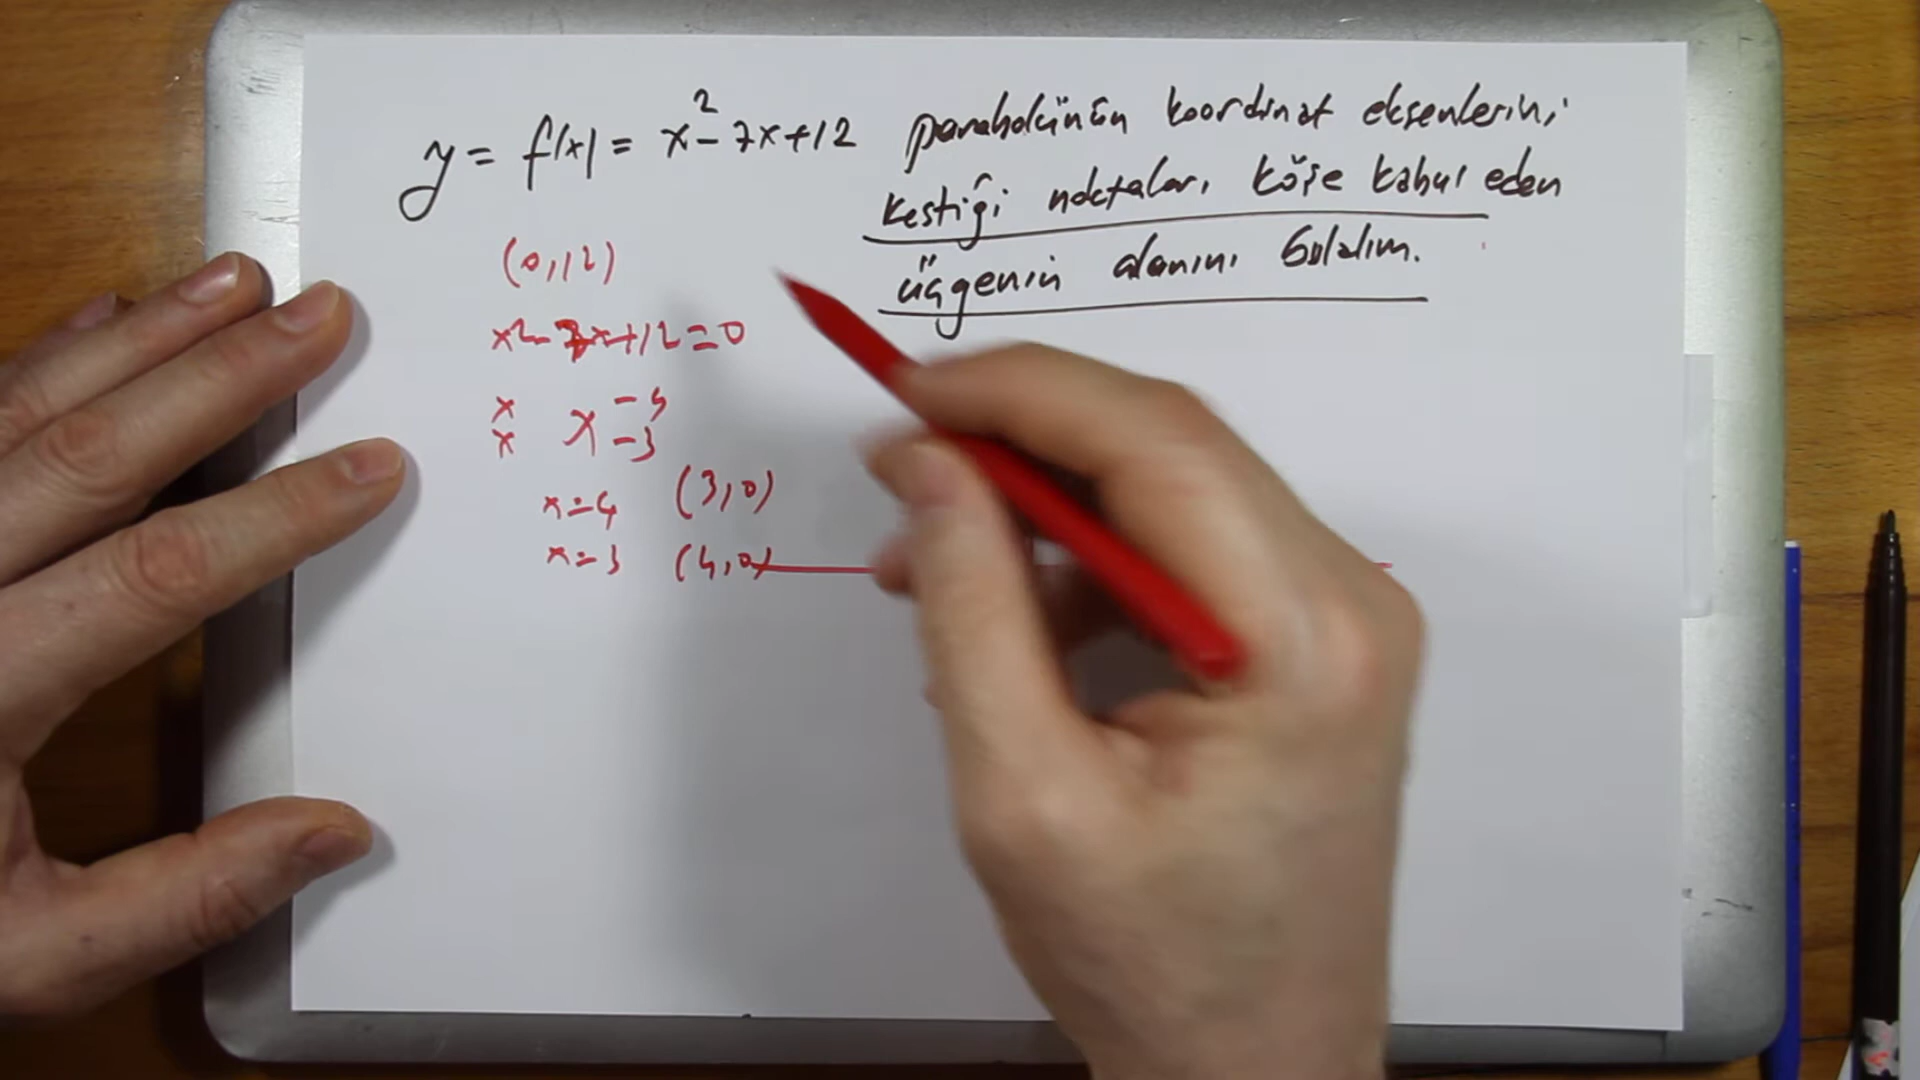 y = f(x) = x² - 7x + 12 parabolünün koordinat eksenlerini
kestiği noktaları köşe kabul eden
üçgenin alanını bulalım.
(0,12)
x² - 7x + 12 = 0
x -4
x -3
x = 4 (3,0)
x = 3 (4,0)